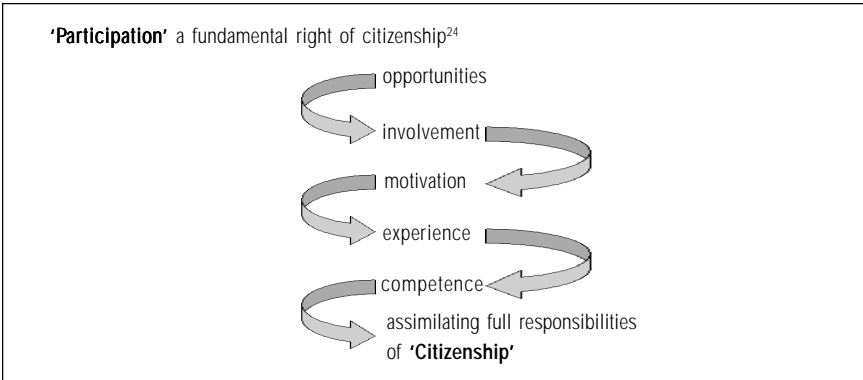 'Participation' a fundamental right of citizenship24
opportunities
involvement
motivation
experience
competence
assimilating full responsibilities
of 'Citizenship'